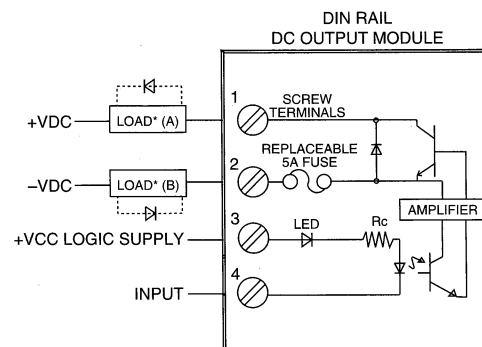 DIN RAIL
DC OUTPUT MODULE
+VDC
LOAD* (A)
1
SCREW
TERMINALS
–VDC
LOAD* (B)
2
REPLACEABLE
5A FUSE
AMPLIFIER
+VCC LOGIC SUPPLY
3
LED
Rc
INPUT
4